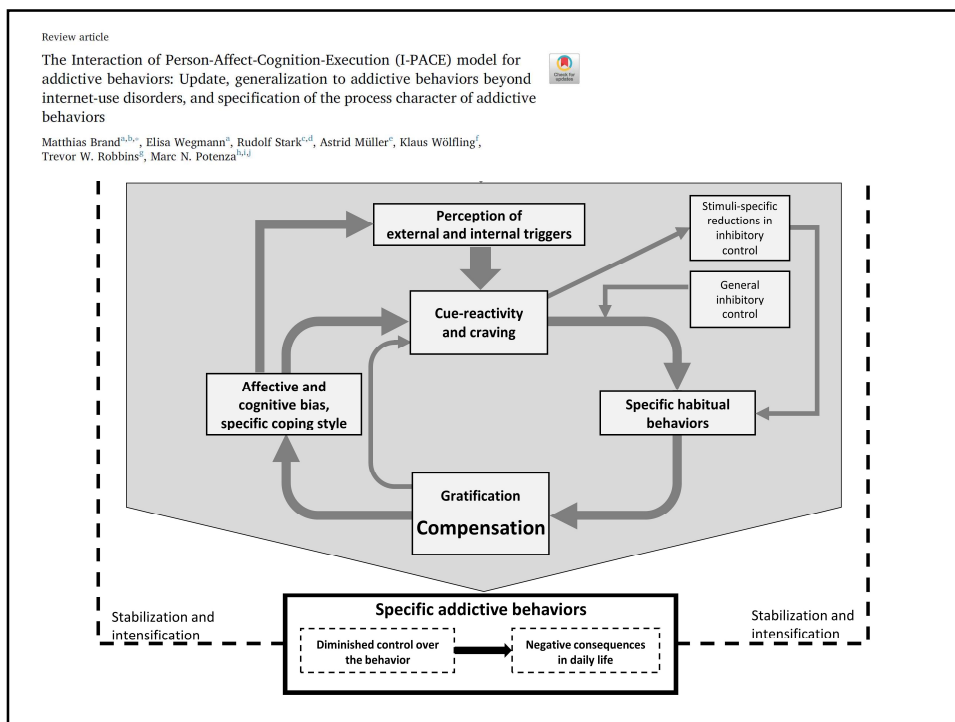 Review article
The Interaction of Person-Affect-Cognition-Execution (I-PACE) model for
addictive behaviors: Update, generalization to addictive behaviors beyond
internet-use disorders, and specification of the process character of addictive
behaviors
Check for
updates
Matthias Brand a,b,⁎, Elisa Wegmann a, Rudolf Stark c,d, Astrid Müller e, Klaus Wölfling f,
Trevor W. Robbins g, Marc N. Potenza h,i,j
Perception of
external and internal triggers
Stimuli-specific
reductions in
inhibitory
control
General
inhibitory
control
Cue-reactivity
and craving
Affective and
cognitive bias,
specific coping style
Specific habitual
behaviors
Gratification
Compensation
Stabilization and
intensification
Specific addictive behaviors
Diminished control over
the behavior
Negative consequences
in daily life
Stabilization and
intensification